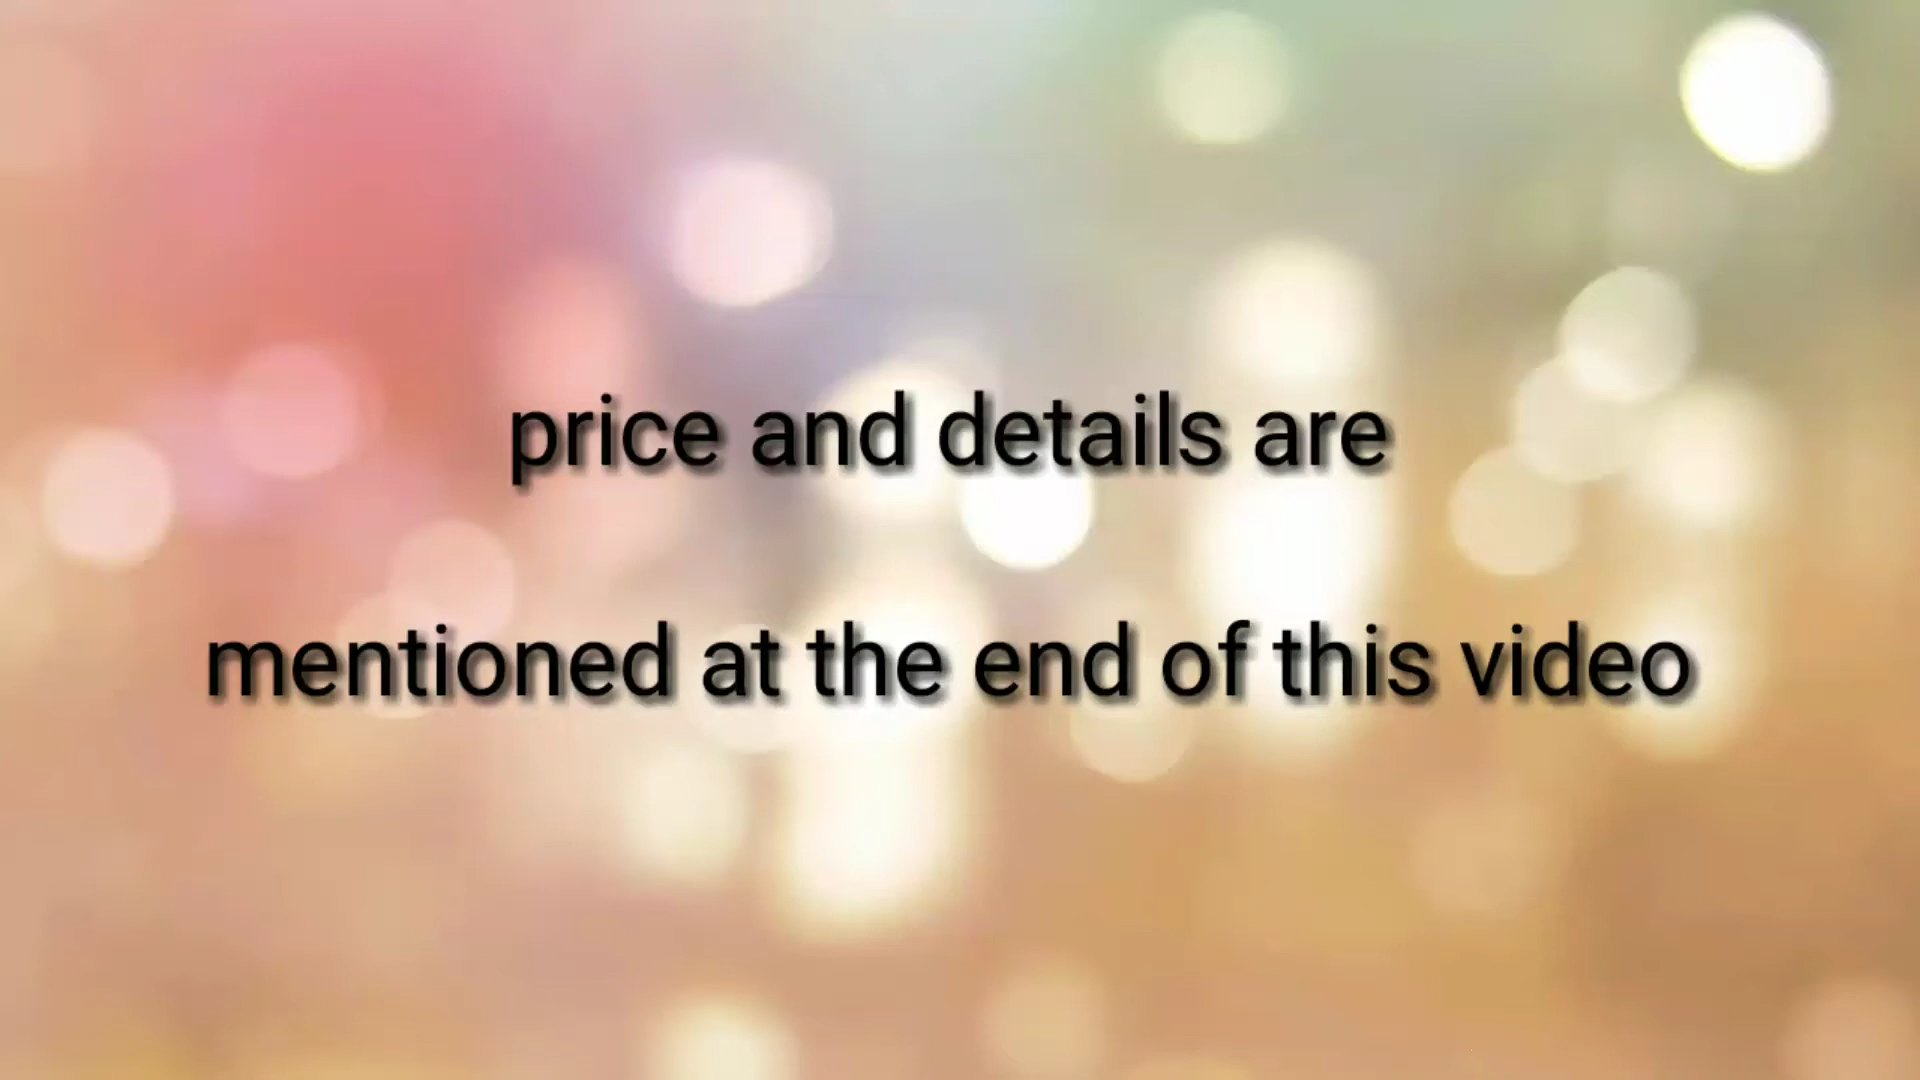 price and details are
mentioned at the end of this video